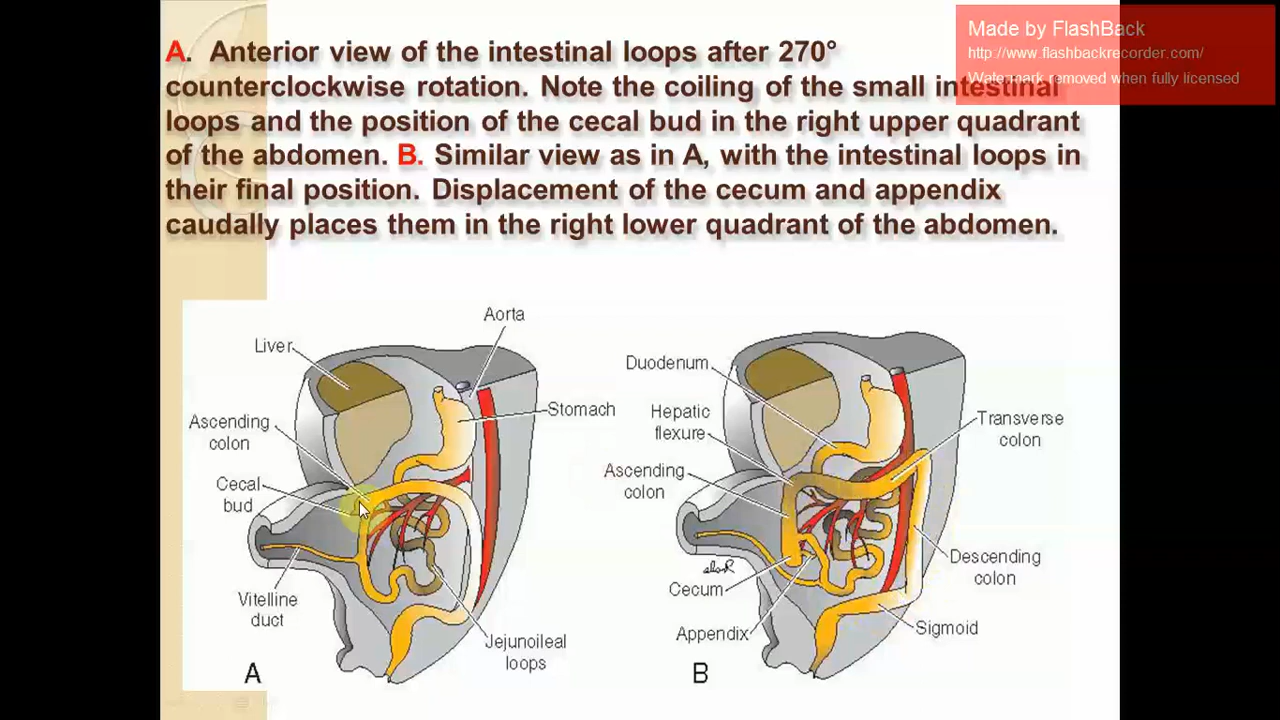 Made by FlashBack
http://www.flashbackrecorder.com/
Watermark removed when fully licensed
A. Anterior view of the intestinal loops after 270°
counterclockwise rotation. Note the coiling of the small intestinal
loops and the position of the cecal bud in the right upper quadrant
of the abdomen. B. Similar view as in A, with the intestinal loops in
their final position. Displacement of the cecum and appendix
caudally places them in the right lower quadrant of the abdomen.
Aorta
Liver
Stomach
Ascending
colon
Cecal
bud
Vitelline
duct
Jejunoileal
loops
A
Duodenum
Hepatic
flexure
Transverse
colon
Ascending
colon
Descending
colon
Cecum
Appendix
Sigmoid
B